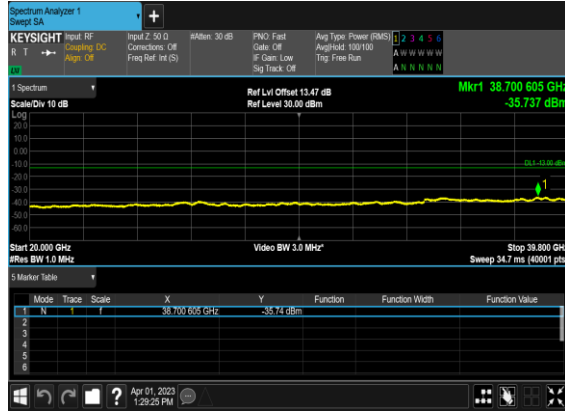 Spectrum Analyzer 1
Swept SA
+
KEYSIGHT Input: RF Input Z: 50 Ω #Atten: 30 dB PNO: Fast Avg Type: Power (RMS) 1 2 3 4 5 6
R T Coupling: DC Corrections: Off Gate: Off Avg|Hold: 100/100 A W W W W W
Align: Off Freq Ref: Int (S) IF Gain: Low Trig: Free Run
Sig Track: Off A N N N N N
1 Spectrum Ref Lvl Offset 13.47 dB Mkr1 38.700 605 GHz
Scale/Div 10 dB Ref Level 30.00 dBm -35.737 dBm
Log
20.0
10.0
0.00
-10.0 DL1 -13.00 dBm
-20.0
-30.0 1
-40.0
-50.0
-60.0
Start 20.000 GHz Video BW 3.0 MHz* Stop 39.800 GHz
#Res BW 1.0 MHz Sweep 34.7 ms (40001 pts)
5 Marker Table
Mode Trace Scale X Y Function Function Width Function Value
1 N 1 f 38.700 605 GHz -35.74 dBm
2
3
4
5
6
? Apr 01, 2023
1:29:25 PM